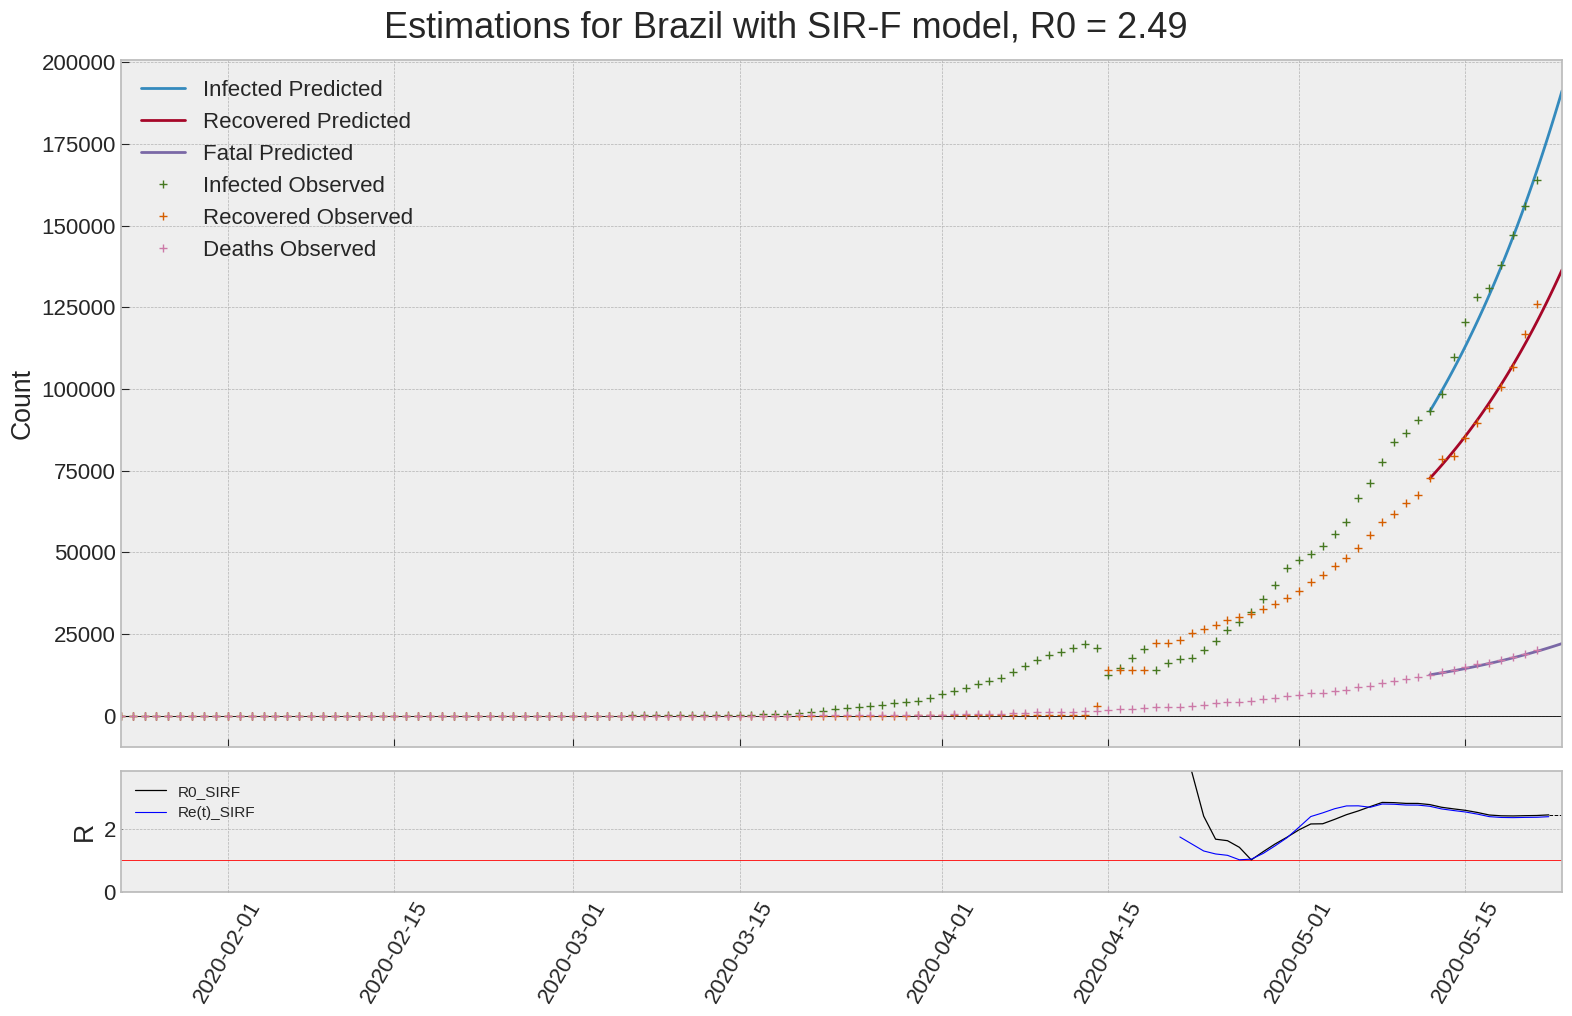 Estimations for Brazil with SIR-F model, R0 = 2.49
200000
175000
150000
125000
100000
75000
50000
25000
0
Count
Infected Predicted
Recovered Predicted
Fatal Predicted
Infected Observed
Recovered Observed
Deaths Observed
R0_SIRF
Re(t)_SIRF
R
2
0
2020-02-01
2020-02-15
2020-03-01
2020-03-15
2020-04-01
2020-04-15
2020-05-01
2020-05-15